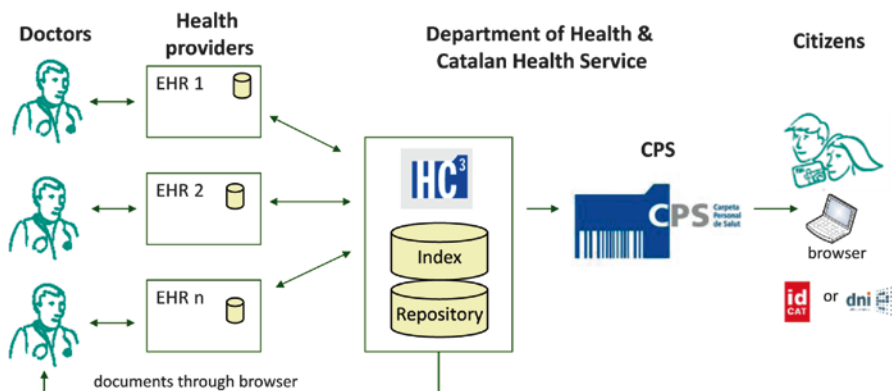 Doctors
Health
providers
Department of Health &
Catalan Health Service
Citizens
EHR 1
EHR 2
EHR n
HC3
Index
Repository
CPS
CPS
Carpeta
Personal
de Salut
browser
id
CAT
or
dni
documents through browser